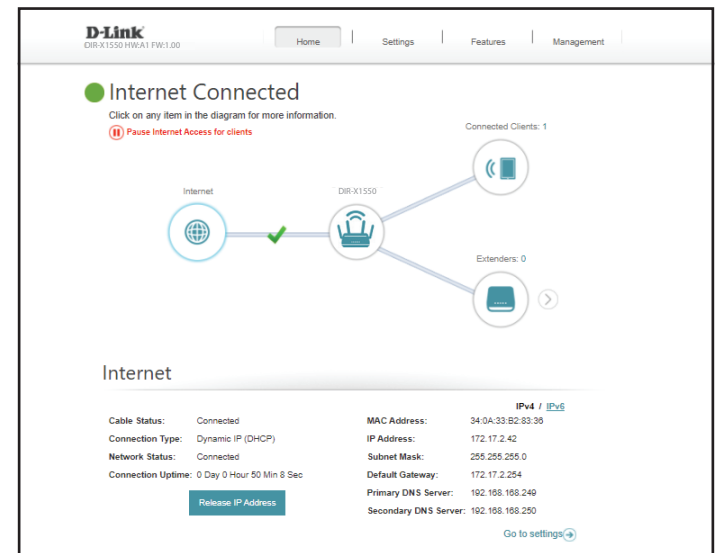 D-Link
DIR-X1550 HW:A1 FW:1.00
Home
Settings
Features
Management
Internet Connected
Click on any item in the diagram for more information.
Pause Internet Access for clients
Connected Clients: 1
Internet
DIR-X1550
Extenders: 0
Internet
IPv4 / IPv6
Cable Status: Connected
MAC Address: 34:0A:33:B2:83:36
Connection Type: Dynamic IP (DHCP)
IP Address: 172.17.2.42
Network Status: Connected
Subnet Mask: 255.255.255.0
Connection Uptime: 0 Day 0 Hour 50 Min 8 Sec
Default Gateway: 172.17.2.254
Release IP Address
Primary DNS Server: 192.168.168.249
Secondary DNS Server: 192.168.168.250
Go to settings